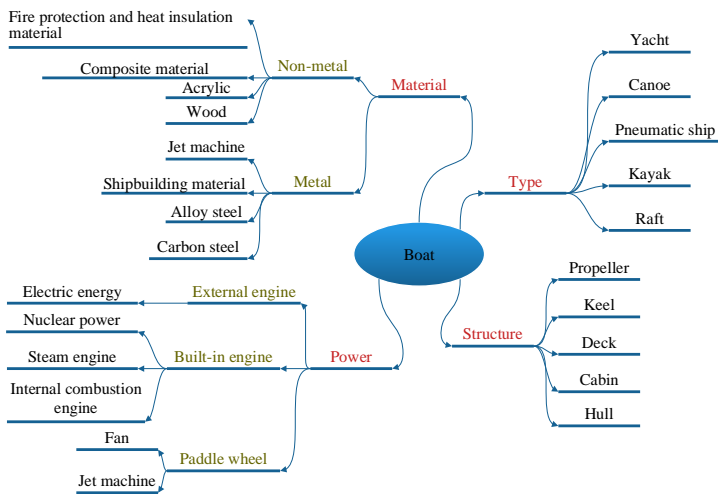 Fire protection and heat insulation
material
Composite material
Acrylic
Wood
Non-metal
Material
Jet machine
Shipbuilding material
Alloy steel
Carbon steel
Metal
Boat
Yacht
Canoe
Pneumatic ship
Kayak
Raft
Type
Propeller
Keel
Deck
Cabin
Hull
Structure
Electric energy
External engine
Nuclear power
Steam engine
Internal combustion
engine
Built-in engine
Power
Fan
Jet machine
Paddle wheel